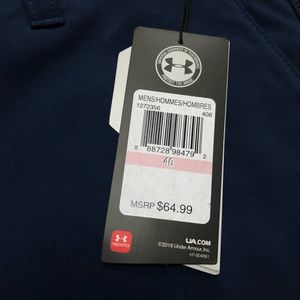 MENS/HOMMES/HOMBRES
1272356 408
8 88728 98479 2
40
MSRP $64.99
UA.COM
©2016 Under Armour, Inc.